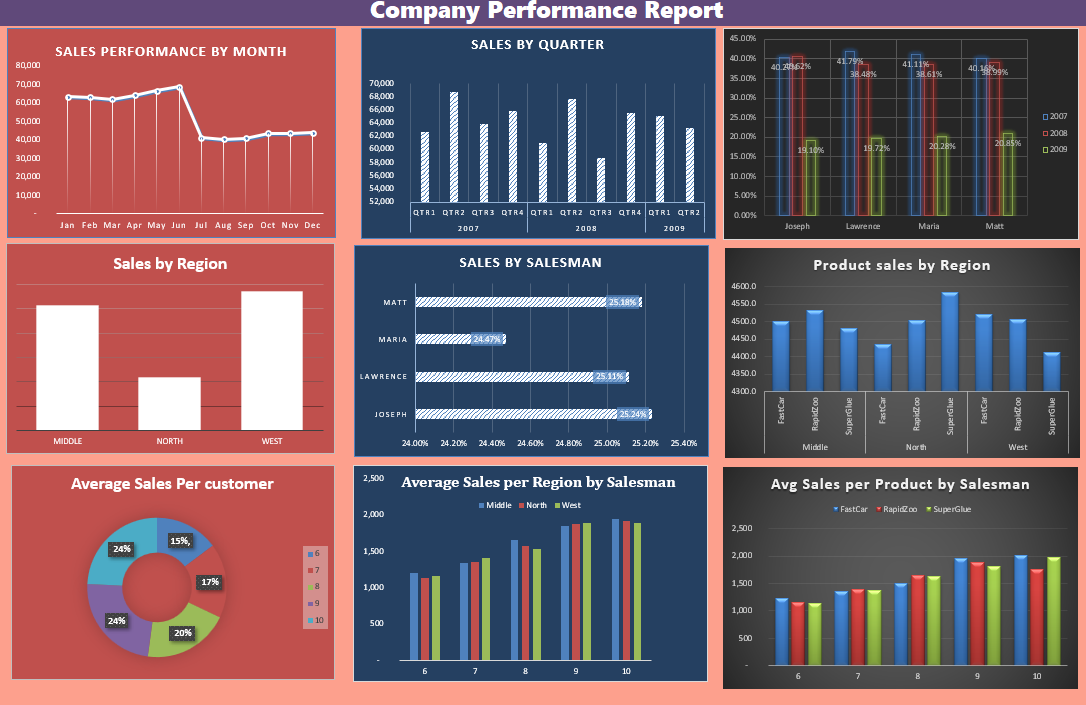 Company Performance Report
SALES PERFORMANCE BY MONTH
80,000
70,000
60,000
50,000
40,000
30,000
20,000
10,000
-
Jan Feb Mar Apr May Jun Jul Aug Sep Oct Nov Dec
SALES BY QUARTER
70,000
68,000
66,000
64,000
62,000
60,000
58,000
56,000
54,000
52,000
QTR1 QTR2 QTR3 QTR4 QTR1 QTR2 QTR3 QTR4 QTR1 QTR2
2007 2008 2009
45.00%
40.00%
35.00%
30.00%
25.00%
20.00%
15.00%
10.00%
5.00%
0.00%
41.79% 41.11%
38.48% 38.61% 38.99%
19.10% 19.72% 20.28% 20.85%
Joseph Lawrence Maria Matt
2007
2008
2009
Sales by Region
MIDDLE NORTH WEST
SALES BY SALESMAN
MATT 25.18%
MARIA 24.47%
LAWRENCE 25.11%
JOSEPH 25.24%
24.00% 24.20% 24.40% 24.60% 24.80% 25.00% 25.20% 25.40%
Product sales by Region
4600.0
4550.0
4500.0
4450.0
4400.0
4350.0
4300.0
FastCar RapidZoo SuperGlue FastCar RapidZoo SuperGlue FastCar RapidZoo SuperGlue
Middle North West
Average Sales Per customer
24% 15%,
17%
24% 20%
6
7
8
9
10
Average Sales per Region by Salesman
Middle North West
2,500
2,000
1,500
1,000
500
-
6 7 8 9 10
Avg Sales per Product by Salesman
FastCar RapidZoo SuperGlue
2,500
2,000
1,500
1,000
500
-
6 7 8 9 10